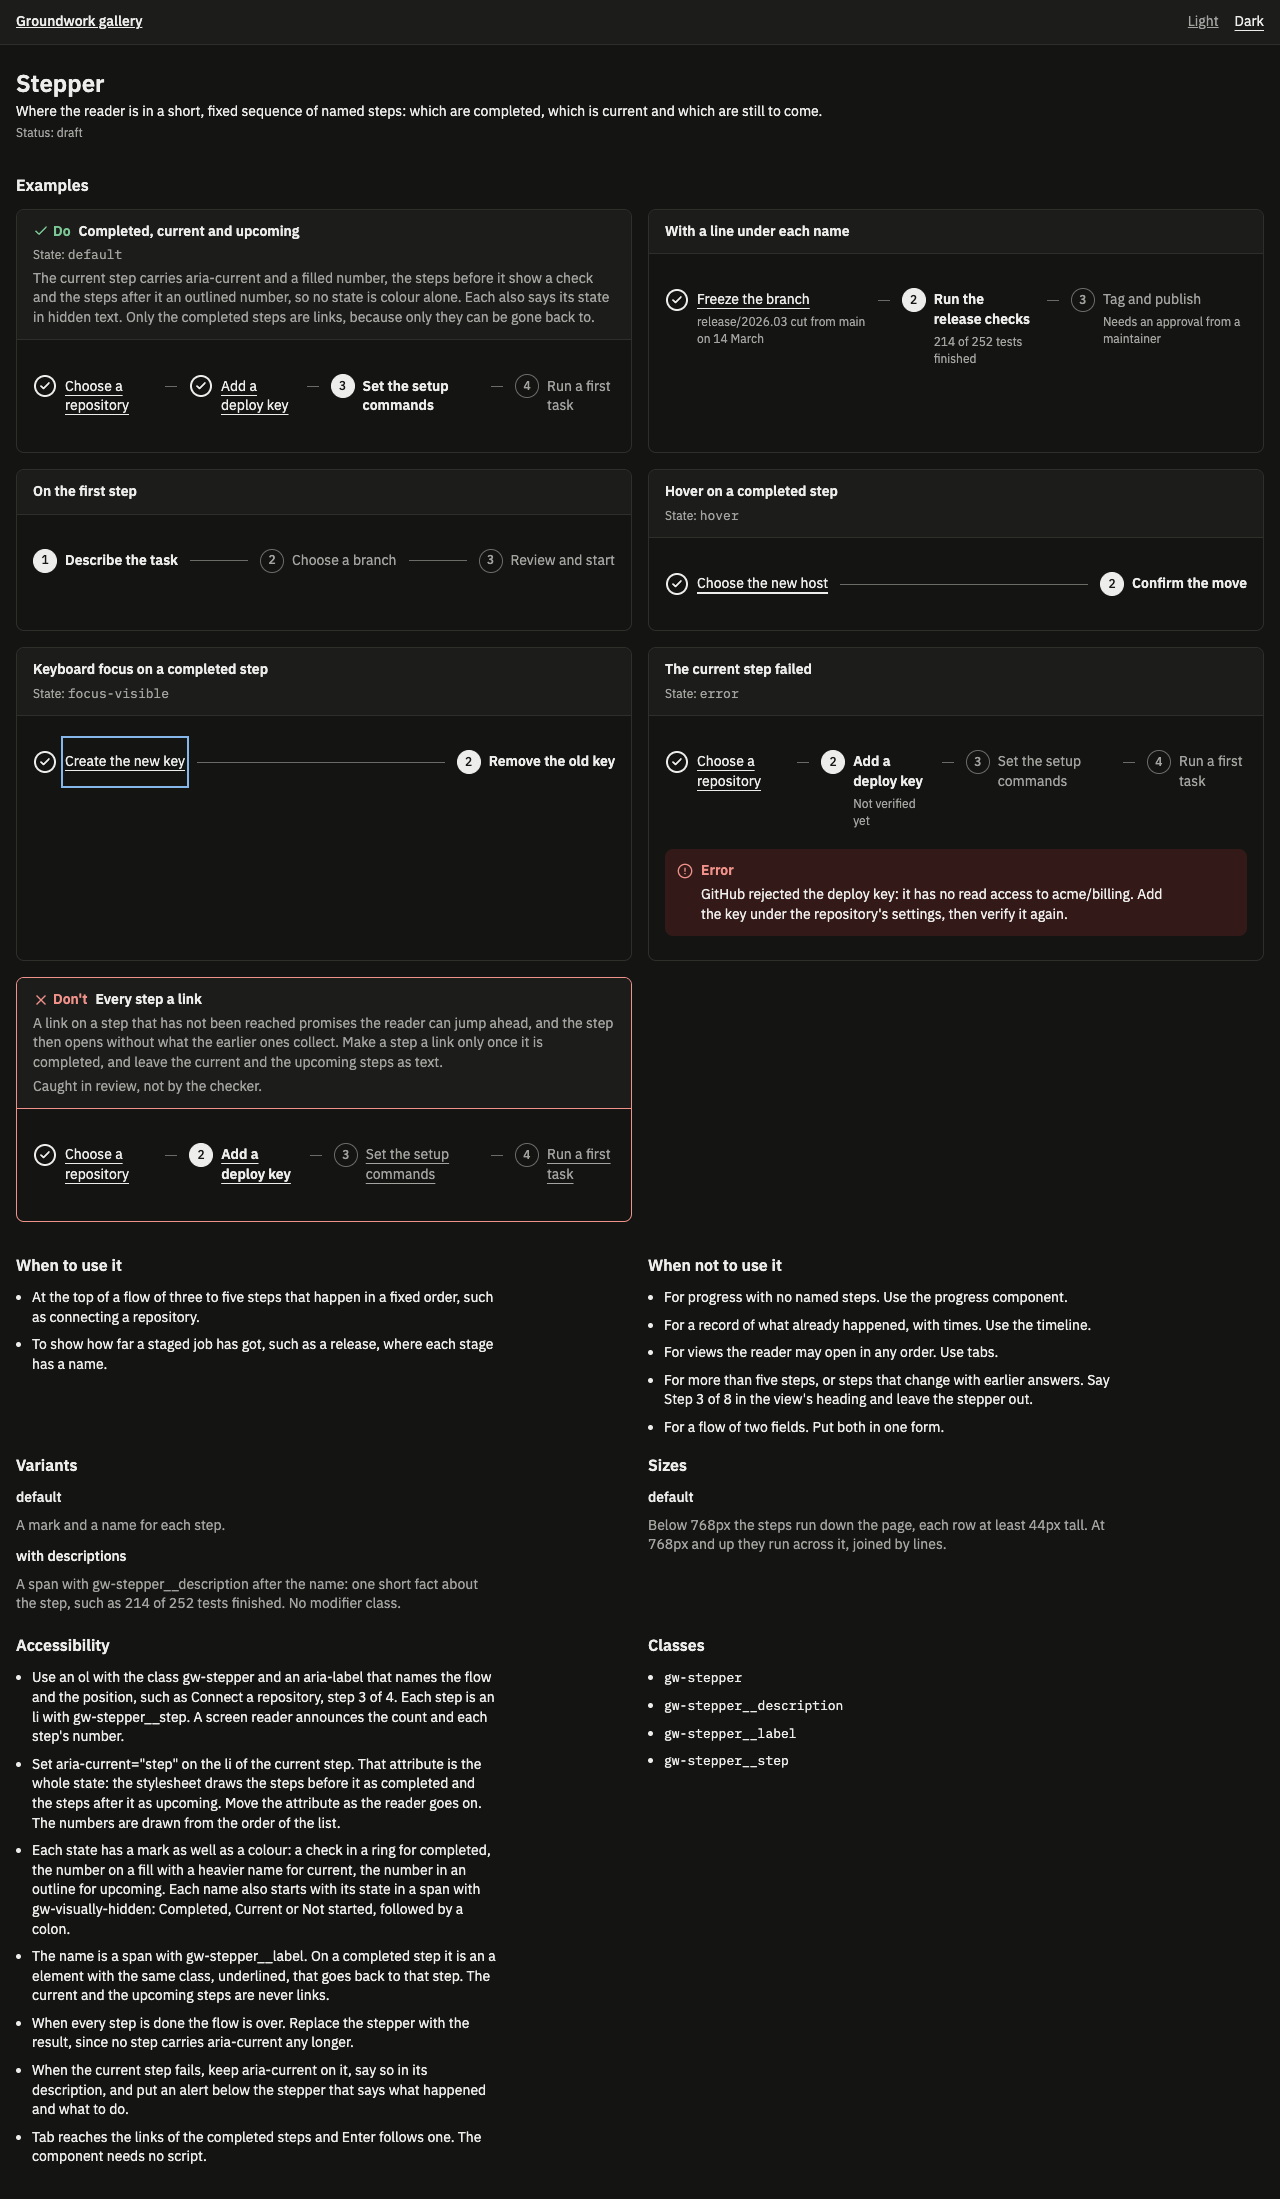 Groundwork gallery
Light Dark
Stepper
Where the reader is in a short, fixed sequence of named steps: which are completed, which is current and which are still to come.
Status: draft
Examples
Do Completed, current and upcoming
State: default
The current step carries aria-current and a filled number, the steps before it show a check
and the steps after it an outlined number, so no state is colour alone. Each also says its state
in hidden text. Only the completed steps are links, because only they can be gone back to.
Choose a
repository
Add a
deploy key
3 Set the setup
commands
4 Run a first
task
With a line under each name
Freeze the branch
release/2026.03 cut from main
on 14 March
2 Run the
release checks
214 of 252 tests
finished
3 Tag and publish
Needs an approval from a
maintainer
On the first step
1 Describe the task
2 Choose a branch
3 Review and start
Hover on a completed step
State: hover
Choose the new host
2 Confirm the move
Keyboard focus on a completed step
State: focus-visible
Create the new key
2 Remove the old key
The current step failed
State: error
Choose a
repository
2 Add a
deploy key
Not verified
yet
3 Set the setup
commands
4 Run a first
task
Error
GitHub rejected the deploy key: it has no read access to acme/billing. Add
the key under the repository's settings, then verify it again.
Don't Every step a link
A link on a step that has not been reached promises the reader can jump ahead, and the step
then opens without what the earlier ones collect. Make a step a link only once it is
completed, and leave the current and the upcoming steps as text.
Caught in review, not by the checker.
Choose a
repository
2 Add a
deploy key
3 Set the setup
commands
4 Run a first
task
When to use it
At the top of a flow of three to five steps that happen in a fixed order, such
as connecting a repository.
To show how far a staged job has got, such as a release, where each stage
has a name.
When not to use it
For progress with no named steps. Use the progress component.
For a record of what already happened, with times. Use the timeline.
For views the reader may open in any order. Use tabs.
For more than five steps, or steps that change with earlier answers. Say
Step 3 of 8 in the view's heading and leave the stepper out.
For a flow of two fields. Put both in one form.
Variants
default
A mark and a name for each step.
with descriptions
A span with gw-stepper__description after the name: one short fact about
the step, such as 214 of 252 tests finished. No modifier class.
Sizes
default
Below 768px the steps run down the page, each row at least 44px tall. At
768px and up they run across it, joined by lines.
Accessibility
Use an ol with the class gw-stepper and an aria-label that names the flow
and the position, such as Connect a repository, step 3 of 4. Each step is an
li with gw-stepper__step. A screen reader announces the count and each
step's number.
Set aria-current="step" on the li of the current step. That attribute is the
whole state: the stylesheet draws the steps before it as completed and
the steps after it as upcoming. Move the attribute as the reader goes on.
The numbers are drawn from the order of the list.
Each state has a mark as well as a colour: a check in a ring for completed,
the number on a fill with a heavier name for current, the number in an
outline for upcoming. Each name also starts with its state in a span with
gw-visually-hidden: Completed, Current or Not started, followed by a
colon.
The name is a span with gw-stepper__label. On a completed step it is an a
element with the same class, underlined, that goes back to that step. The
current and the upcoming steps are never links.
When every step is done the flow is over. Replace the stepper with the
result, since no step carries aria-current any longer.
When the current step fails, keep aria-current on it, say so in its
description, and put an alert below the stepper that says what happened
and what to do.
Tab reaches the links of the completed steps and Enter follows one. The
component needs no script.
Classes
gw-stepper
gw-stepper__description
gw-stepper__label
gw-stepper__step